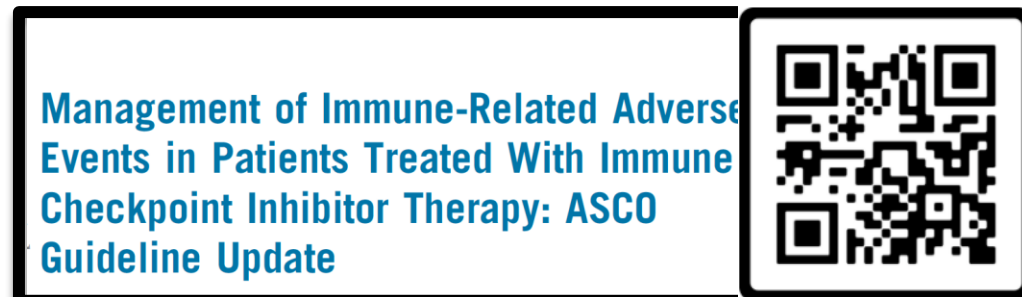 Management of Immune-Related Adverse
Events in Patients Treated With Immune
Checkpoint Inhibitor Therapy: ASCO
Guideline Update